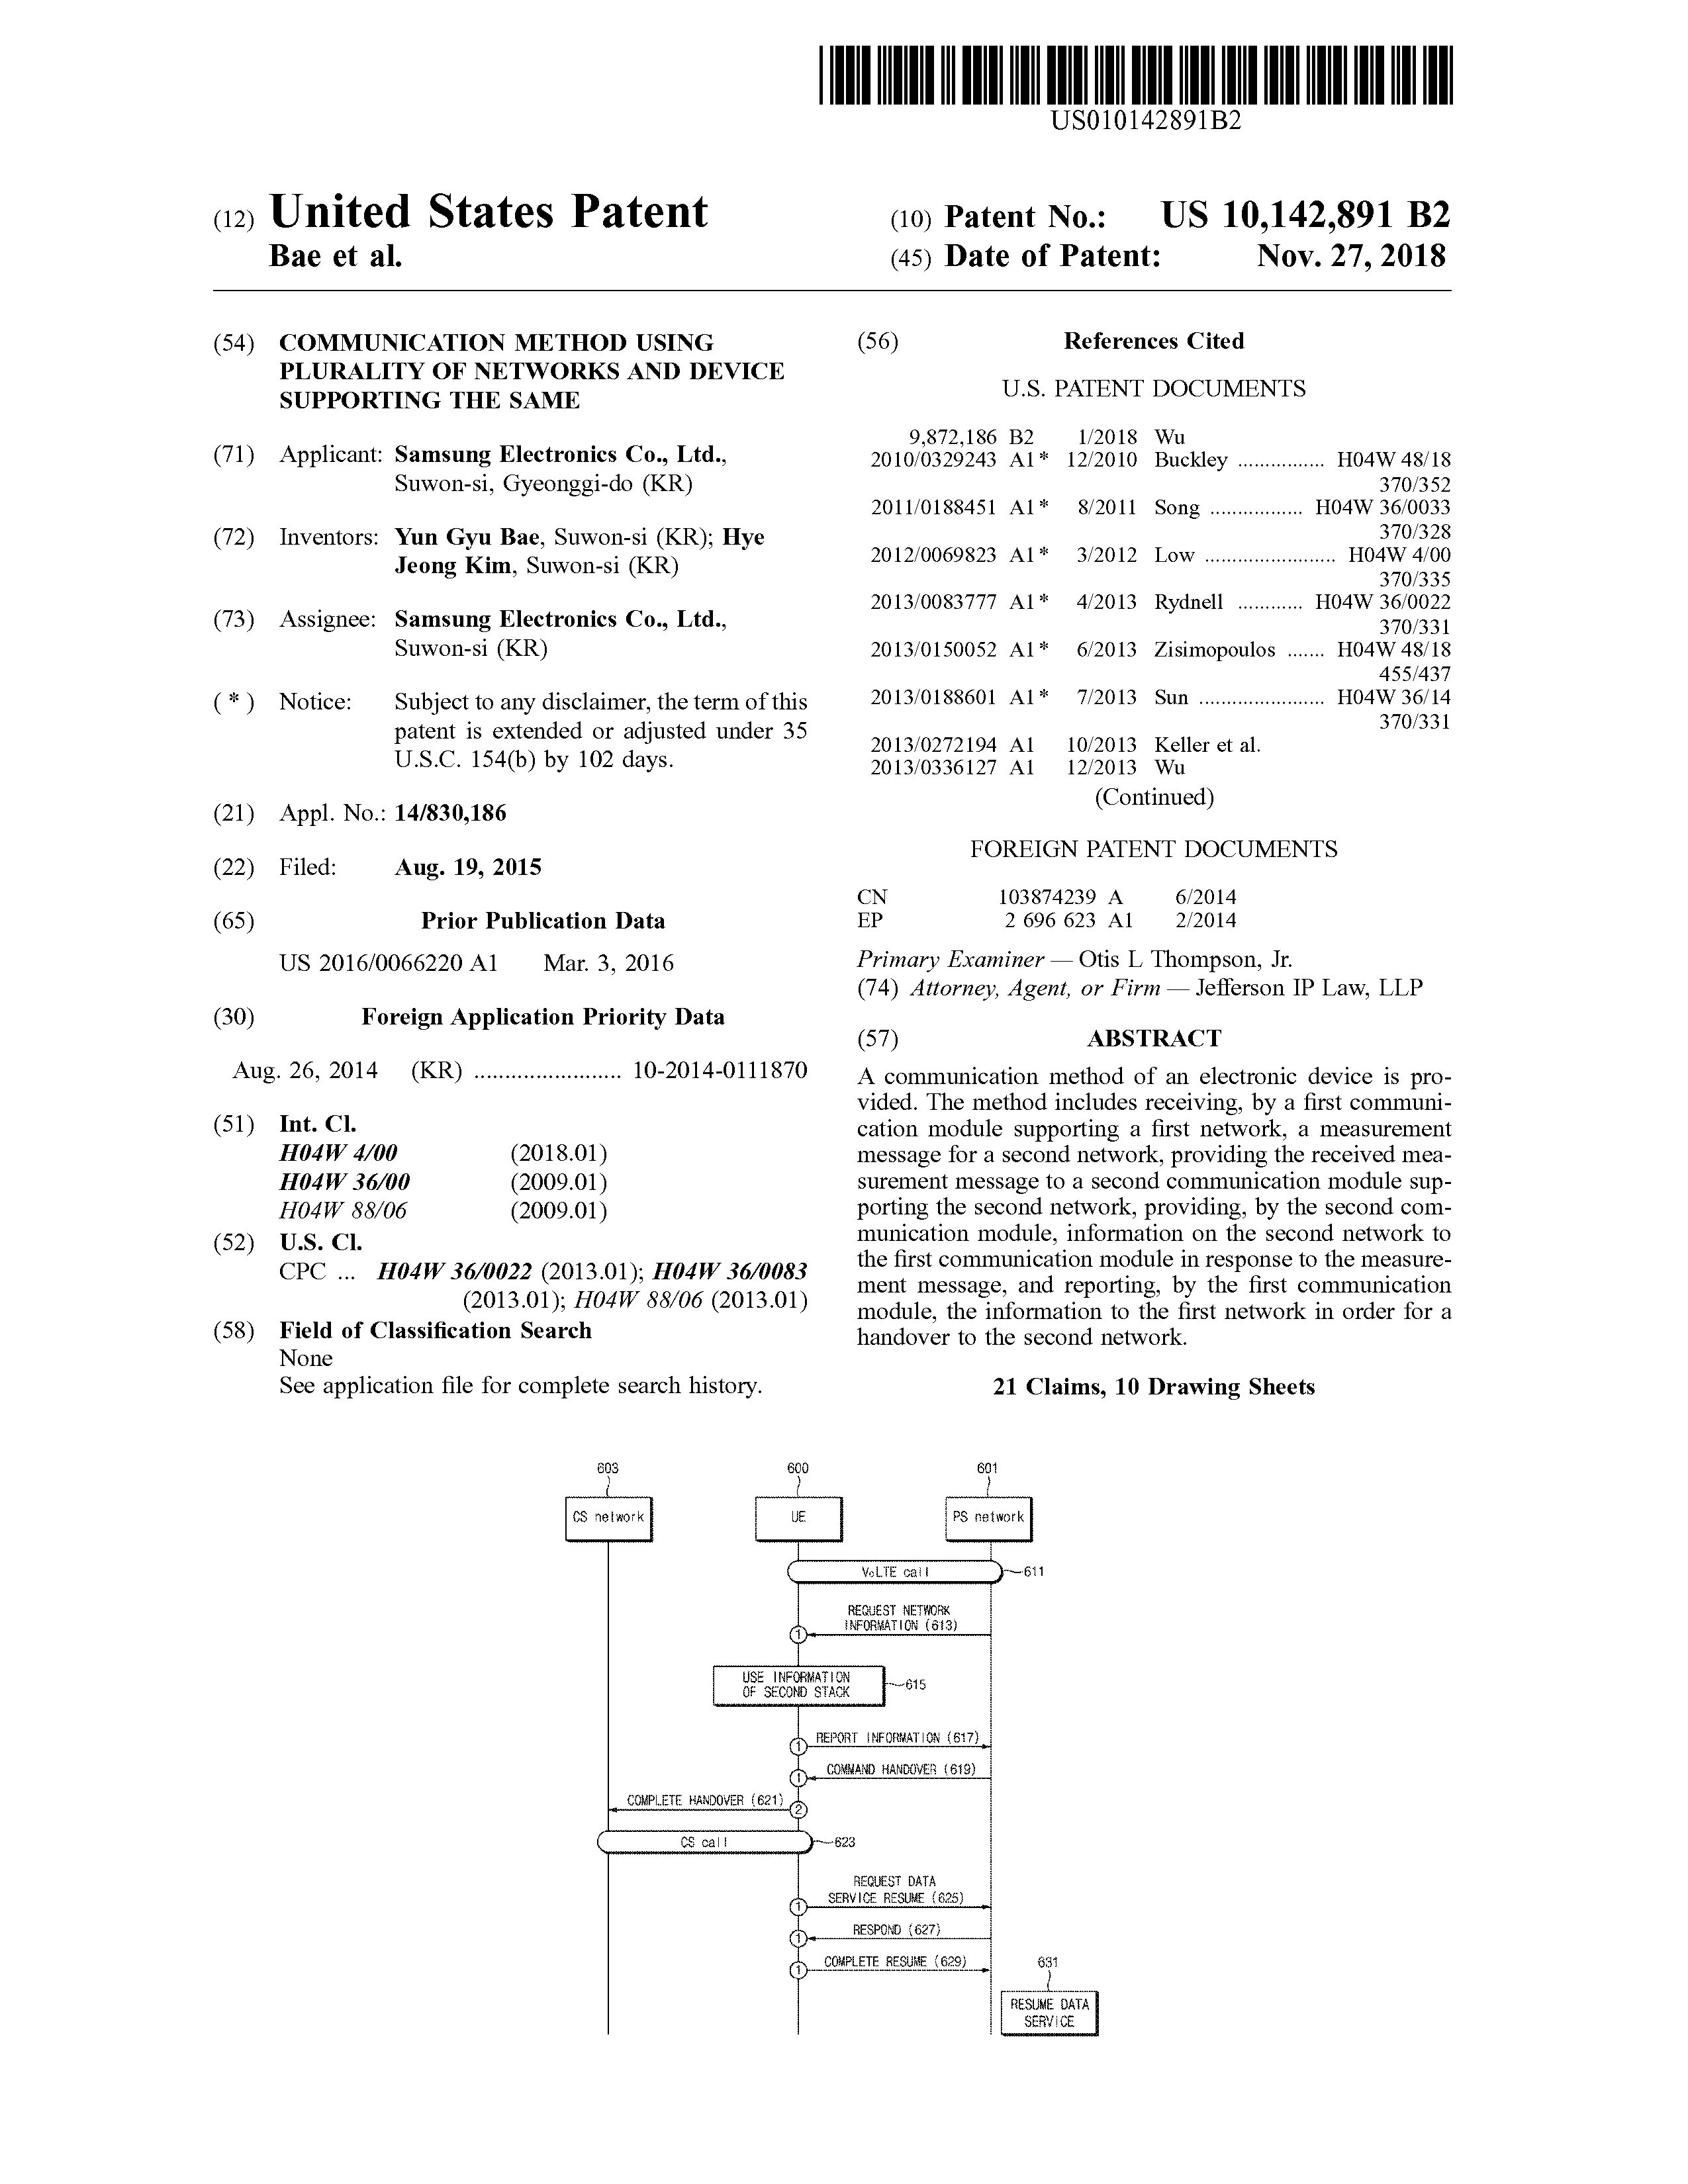 US010142891B2
(12) United States Patent
Bae et al.
(10) Patent No.: US 10,142,891 B2
(45) Date of Patent: Nov. 27, 2018
(54) COMMUNICATION METHOD USING
PLURALITY OF NETWORKS AND DEVICE
SUPPORTING THE SAME
(71) Applicant: Samsung Electronics Co., Ltd.,
Suwon-si, Gyeonggi-do (KR)
(72) Inventors: Yun Gyu Bae, Suwon-si (KR); Hye
Jeong Kim, Suwon-si (KR)
(73) Assignee: Samsung Electronics Co., Ltd.,
Suwon-si (KR)
( * ) Notice: Subject to any disclaimer, the term of this
patent is extended or adjusted under 35
U.S.C. 154(b) by 102 days.
(21) Appl. No.: 14/830,186
(22) Filed: Aug. 19, 2015
(65) Prior Publication Data
US 2016/0066220 A1 Mar. 3, 2016
(30) Foreign Application Priority Data
Aug. 26, 2014 (KR) ........................ 10-2014-0111870
(51) Int. Cl.
H04W 4/00 (2018.01)
H04W 36/00 (2009.01)
H04W 88/06 (2009.01)
(52) U.S. Cl.
CPC ... H04W 36/0022 (2013.01); H04W 36/0083
(2013.01); H04W 88/06 (2013.01)
(58) Field of Classification Search
None
See application file for complete search history.
(56) References Cited
U.S. PATENT DOCUMENTS
9,872,186 B2 1/2018 Wu
2010/0329243 A1* 12/2010 Buckley ................ H04W 48/18
370/352
2011/0188451 A1* 8/2011 Song ................. H04W 36/0033
370/328
2012/0069823 A1* 3/2012 Low ........................ H04W 4/00
370/335
2013/0083777 A1* 4/2013 Rydnell ............ H04W 36/0022
370/331
2013/0150052 A1* 6/2013 Zisimopoulos ....... H04W 48/18
455/437
2013/0188601 A1* 7/2013 Sun ....................... H04W 36/14
370/331
2013/0272194 A1 10/2013 Keller et al.
2013/0336127 A1 12/2013 Wu
(Continued)
FOREIGN PATENT DOCUMENTS
CN 103874239 A 6/2014
EP 2 696 623 A1 2/2014
Primary Examiner — Otis L Thompson, Jr.
(74) Attorney, Agent, or Firm — Jefferson IP Law, LLP
(57) ABSTRACT
A communication method of an electronic device is pro-
vided. The method includes receiving, by a first communi-
cation module supporting a first network, a measurement
message for a second network, providing the received mea-
surement message to a second communication module sup-
porting the second network, providing, by the second com-
munication module, information on the second network to
the first communication module in response to the measure-
ment message, and reporting, by the first communication
module, the information to the first network in order for a
handover to the second network.
21 Claims, 10 Drawing Sheets
603 600 601
CS network UE PS network
VoLTE call 611
REQUEST NETWORK
INFORMATION (613)
1
USE INFORMATION
OF SECOND STACK
615
1 REPORT INFORMATION (617)
1 COMMAND HANDOVER (619)
COMPLETE HANDOVER (621) 2
CS call 623
REQUEST DATA
1 SERVICE RESUME (625)
1 RESPOND (627)
1 COMPLETE RESUME (629)
631
RESUME DATA
SERVICE